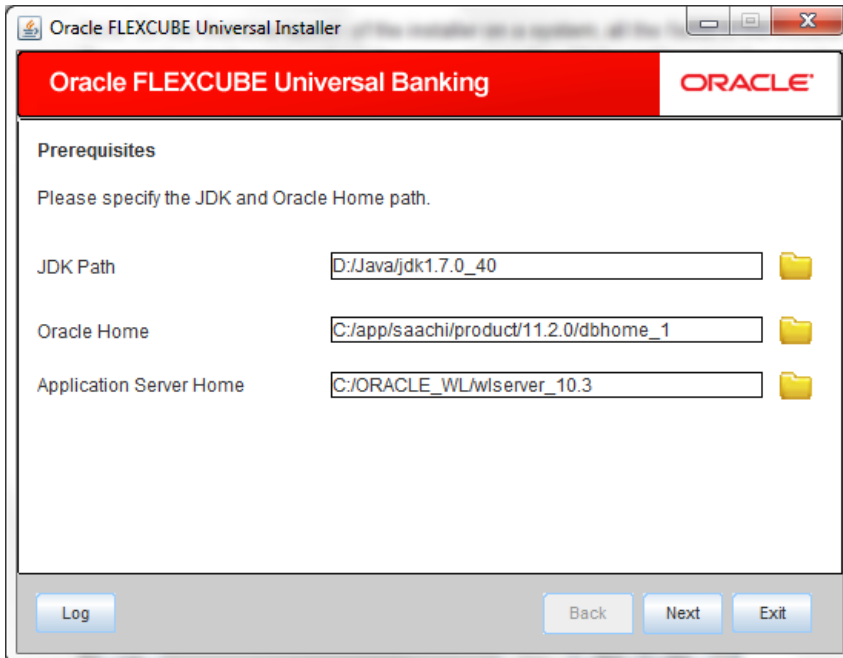 Oracle FLEXCUBE Universal Installer
Oracle FLEXCUBE Universal Banking
ORACLE
Prerequisites
Please specify the JDK and Oracle Home path.
JDK Path
D:/Java/jdk1.7.0_40
Oracle Home
C:/app/saachi/product/11.2.0/dbhome_1
Application Server Home
C:/ORACLE_WL/wlserver_10.3
Log
Back
Next
Exit